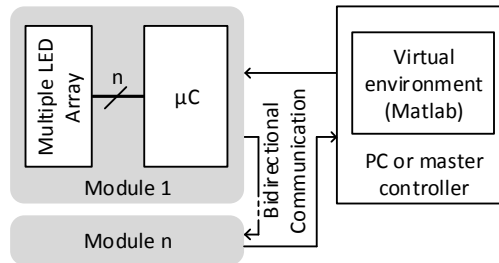 Multiple LED
Array
n
µC
Module 1
Module n
Bidirectional
Communication
Virtual
environment
(Matlab)
PC or master
controller